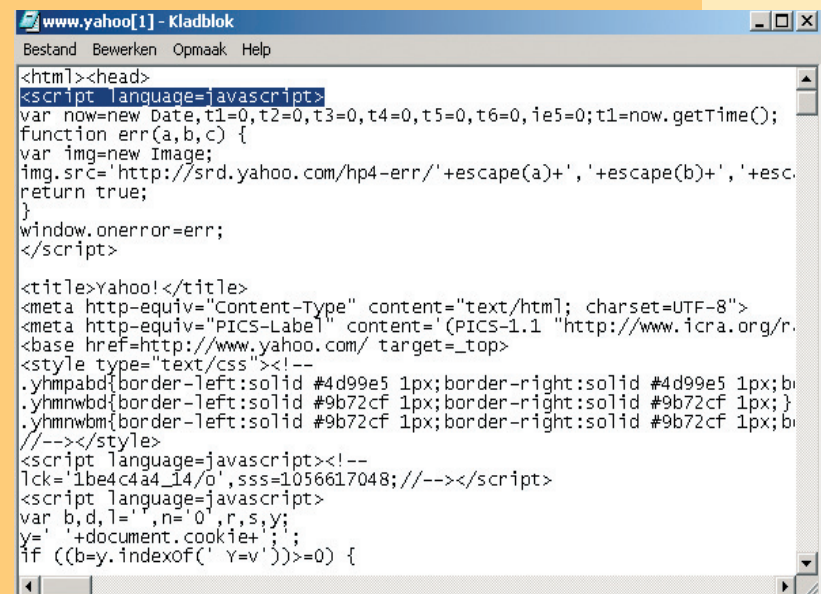 www.yahoo[1] - Kladblok
Bestand Bewerken Opmaak Help
<html><head>
<script language=javascript>
var now=new Date,t1=0,t2=0,t3=0,t4=0,t5=0,t6=0,ie5=0;t1=now.getTime();
function err(a,b,c) {
var img=new Image;
img.src='http://srd.yahoo.com/hp4-err/'+escape(a)+','+escape(b)+','+esc
return true;
}
window.onerror=err;
</script>
<title>Yahoo!</title>
<meta http-equiv="Content-Type" content="text/html; charset=UTF-8">
<meta http-equiv="PICS-Label" content='(PICS-1.1 "http://www.icra.org/r
<base href=http://www.yahoo.com/ target=_top>
<style type="text/css"><!--
.yhmpabd{border-left:solid #4d99e5 1px;border-right:solid #4d99e5 1px;b
.yhmnwbd{border-left:solid #9b72cf 1px;border-right:solid #9b72cf 1px;}
.yhmnwbm{border-left:solid #9b72cf 1px;border-right:solid #9b72cf 1px;b
//--></style>
<script language=javascript><!--
lck='1be4c4a4_14/o',sss=1056617048;//--></script>
<script language=javascript>
var b,d,l='',n='0',r,s,y;
y=' '+document.cookie+';';
if ((b=y.indexOf(' Y=v'))>=0) {